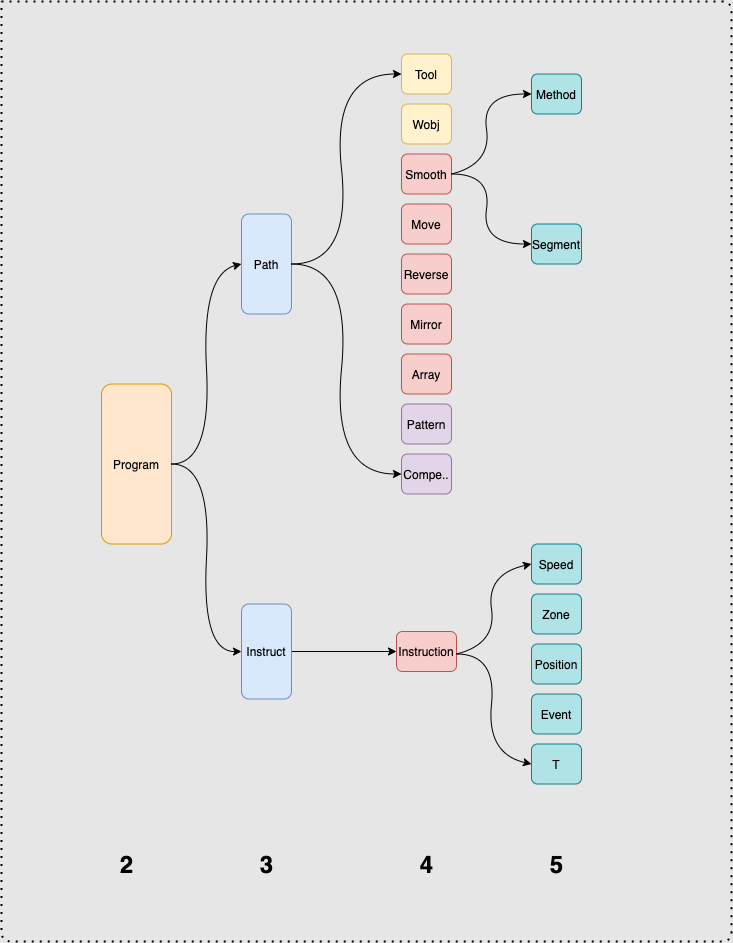 Tool
Method
Wobj
Smooth
Move
Segment
Path
Reverse
Mirror
Array
Pattern
Program
Compe..
Speed
Zone
Instruct
Instruction
Position
Event
T
2
3
4
5